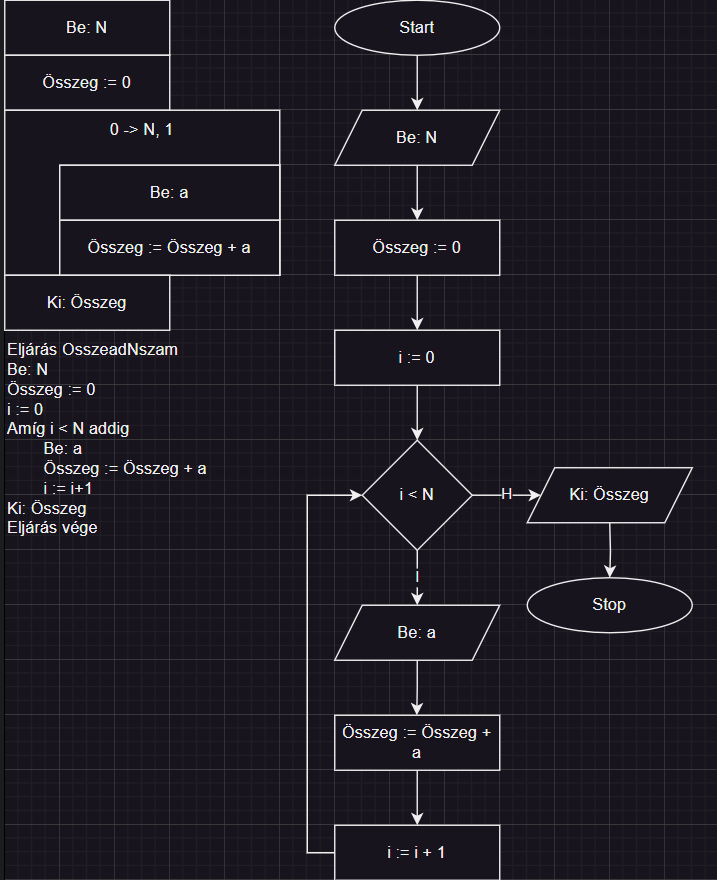 Be: N
Összeg := 0
0 -> N, 1
Be: a
Összeg := Összeg + a
Ki: Összeg
Eljárás OsszeadNszam
Be: N
Összeg := 0
i := 0
Amíg i < N addig
Be: a
Összeg := Összeg + a
i := i+1
Ki: Összeg
Eljárás vége
Start
Be: N
Összeg := 0
i := 0
i < N
H
Ki: Összeg
Stop
I
Be: a
Összeg := Összeg +
a
i := i + 1